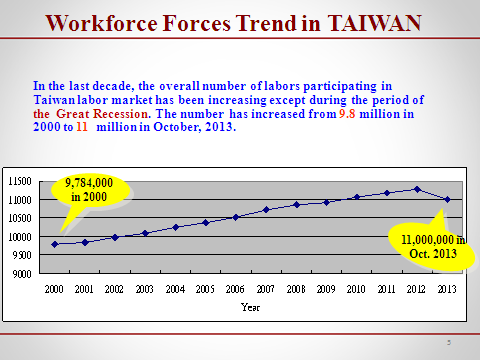 Workforce Forces Trend in TAIWAN
In the last decade, the overall number of labors participating in
Taiwan labor market has been increasing except during the period of
the Great Recession. The number has increased from 9.8 million in
2000 to 11 million in October, 2013.
9,784,000
in 2000
11500
11000
10500
10000
9500
9000
11,000,000 in
Oct. 2013
2000 2001 2002 2003 2004 2005 2006 2007 2008 2009 2010 2011 2012 2013
Year